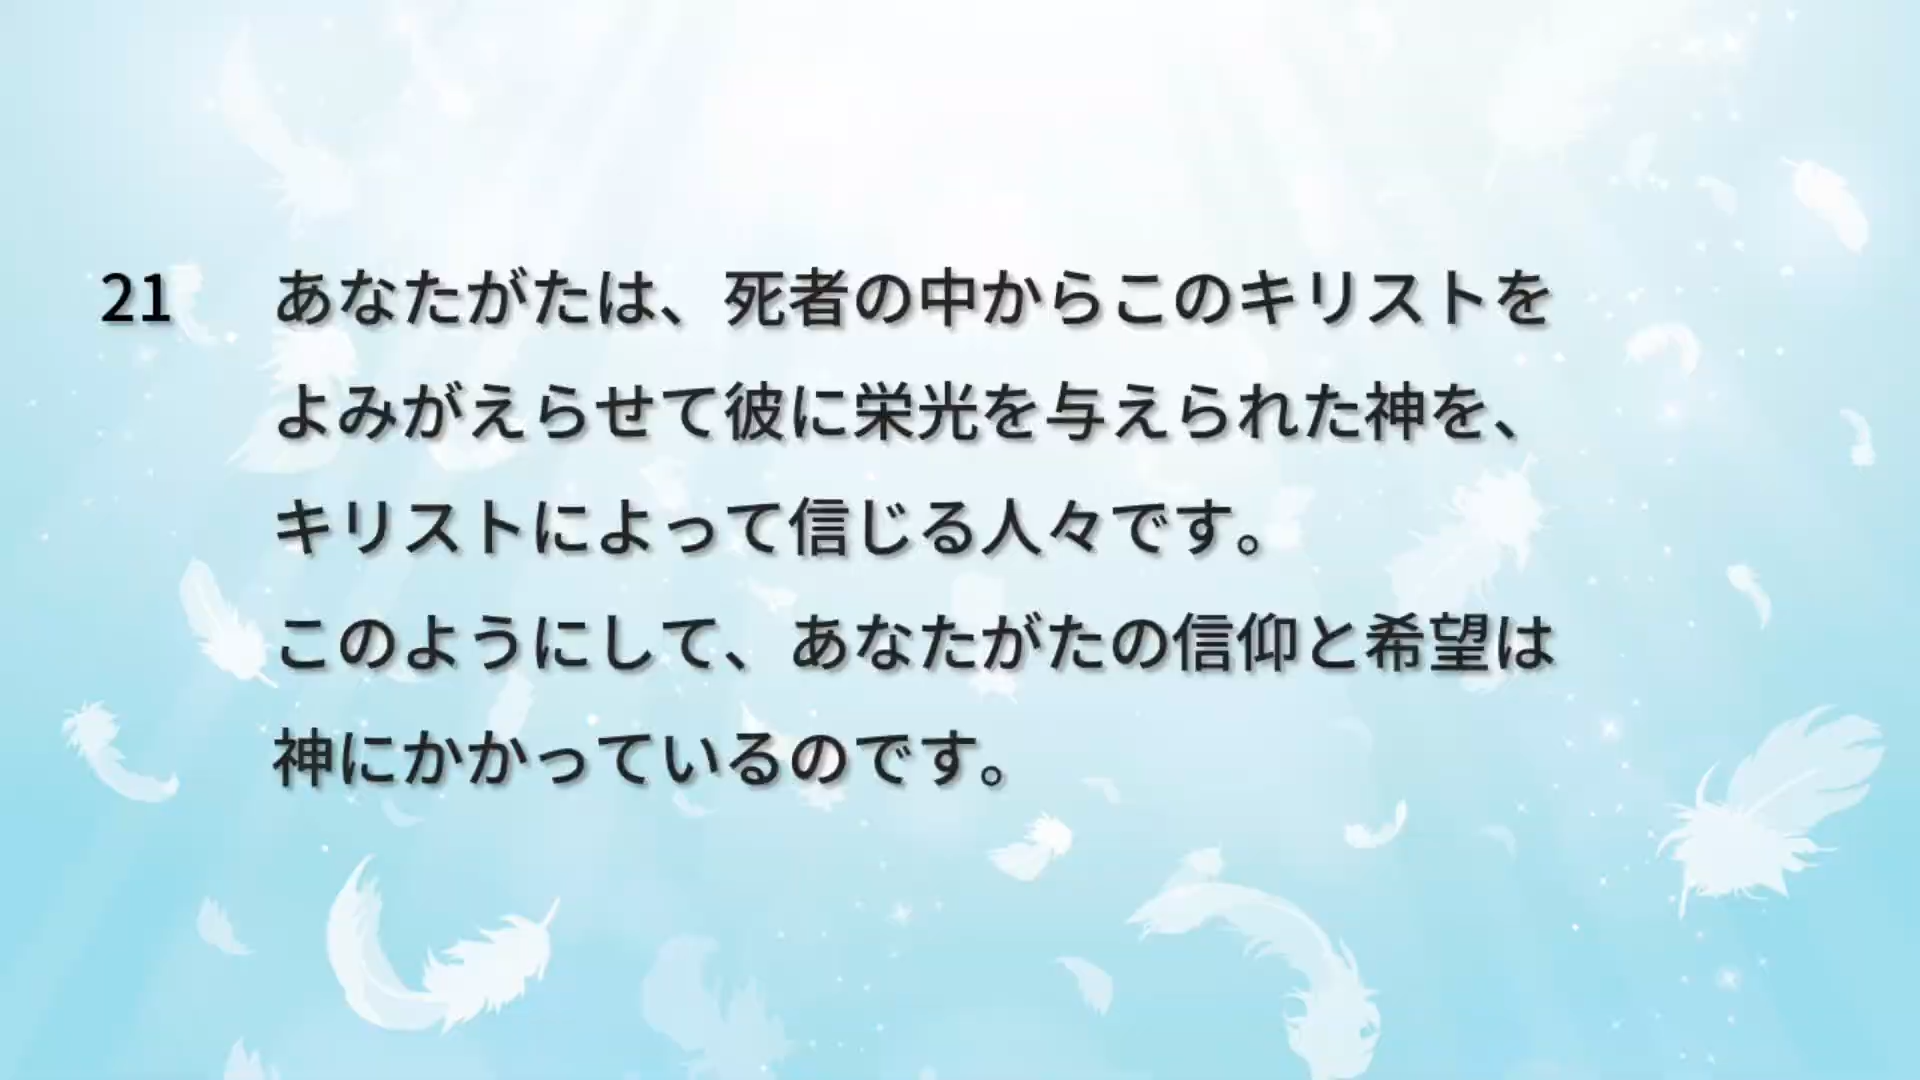 21 あなたがたは、死者の中からこのキリストを
よみがえらせて彼に栄光を与えられた神を、
キリストによって信じる人々です。
このようにして、あなたがたの信仰と希望は
神にかかっているのです。